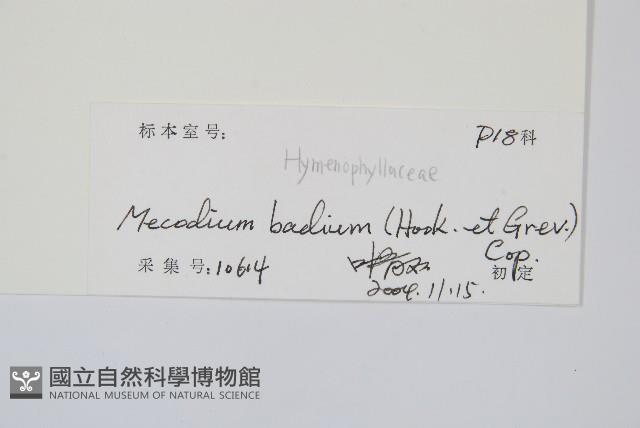 标本室号: P18科
Hymenophyllaceae
Mecodium badium (Hook. et Grev.)
Cop.
采集号: 10614 初定
2004.11.15.
國立自然科學博物館
NATIONAL MUSEUM OF NATURAL SCIENCE